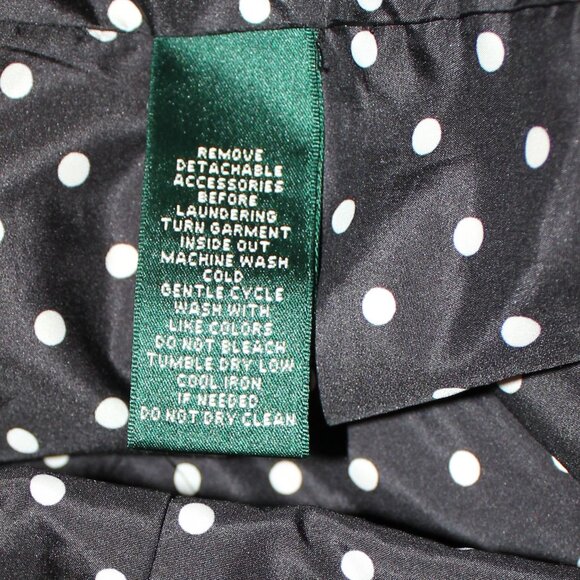 REMOVE
DETACHABLE
ACCESSORIES
BEFORE
LAUNDERING
TURN GARMENT
INSIDE OUT
MACHINE WASH
COLD
GENTLE CYCLE
WASH WITH
LIKE COLORS
DO NOT BLEACH
TUMBLE DRY LOW
COOL IRON
IF NEEDED
DO NOT DRY CLEAN